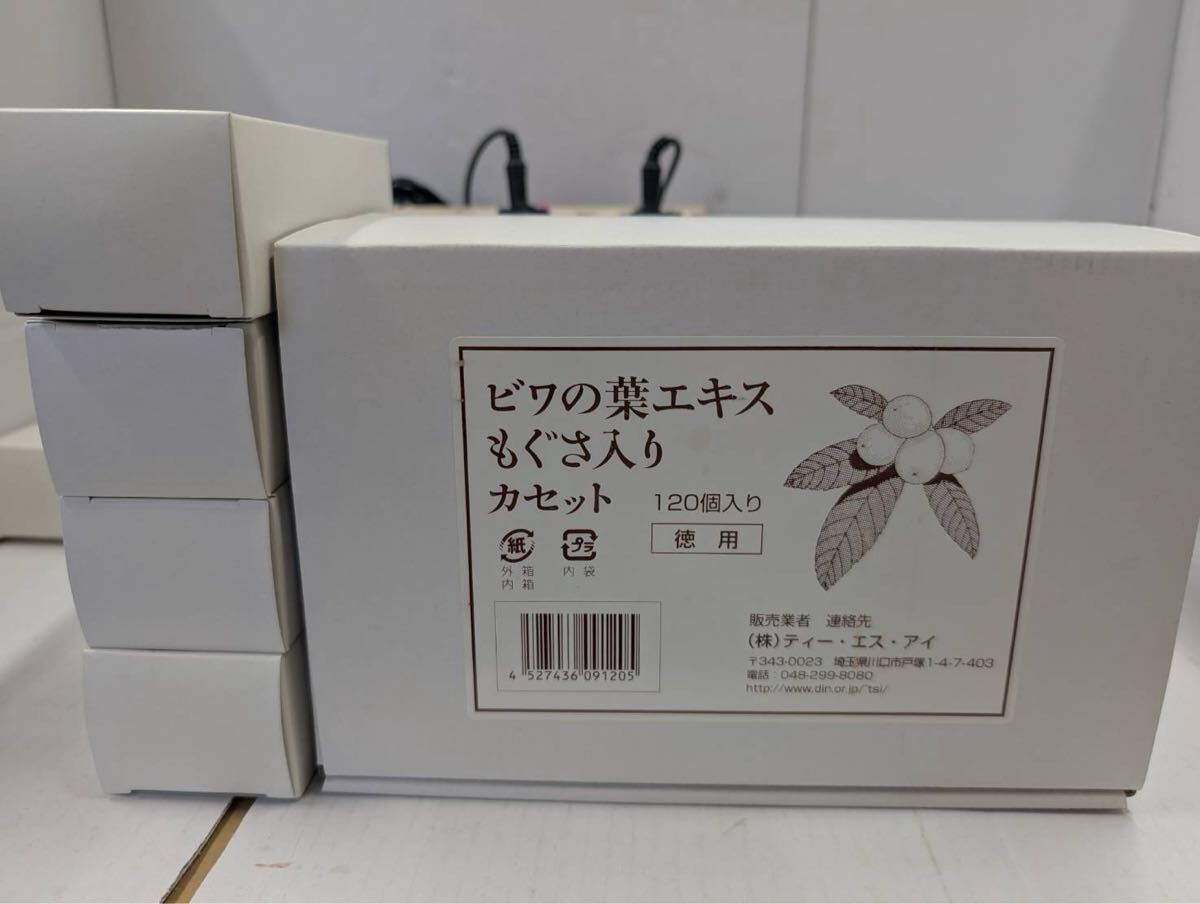 ビワの葉エキス
もぐさ入り
カセット 120個入り
徳用
紙 プラ
外箱 内袋
内箱
4 527436 091205
販売業者 連絡先
(株)ティー・エス・アイ
〒343-0023 埼玉県川口市戸塚1-4-7-403
電話：048-299-8080
http://www.din.or.jp/~tsi/